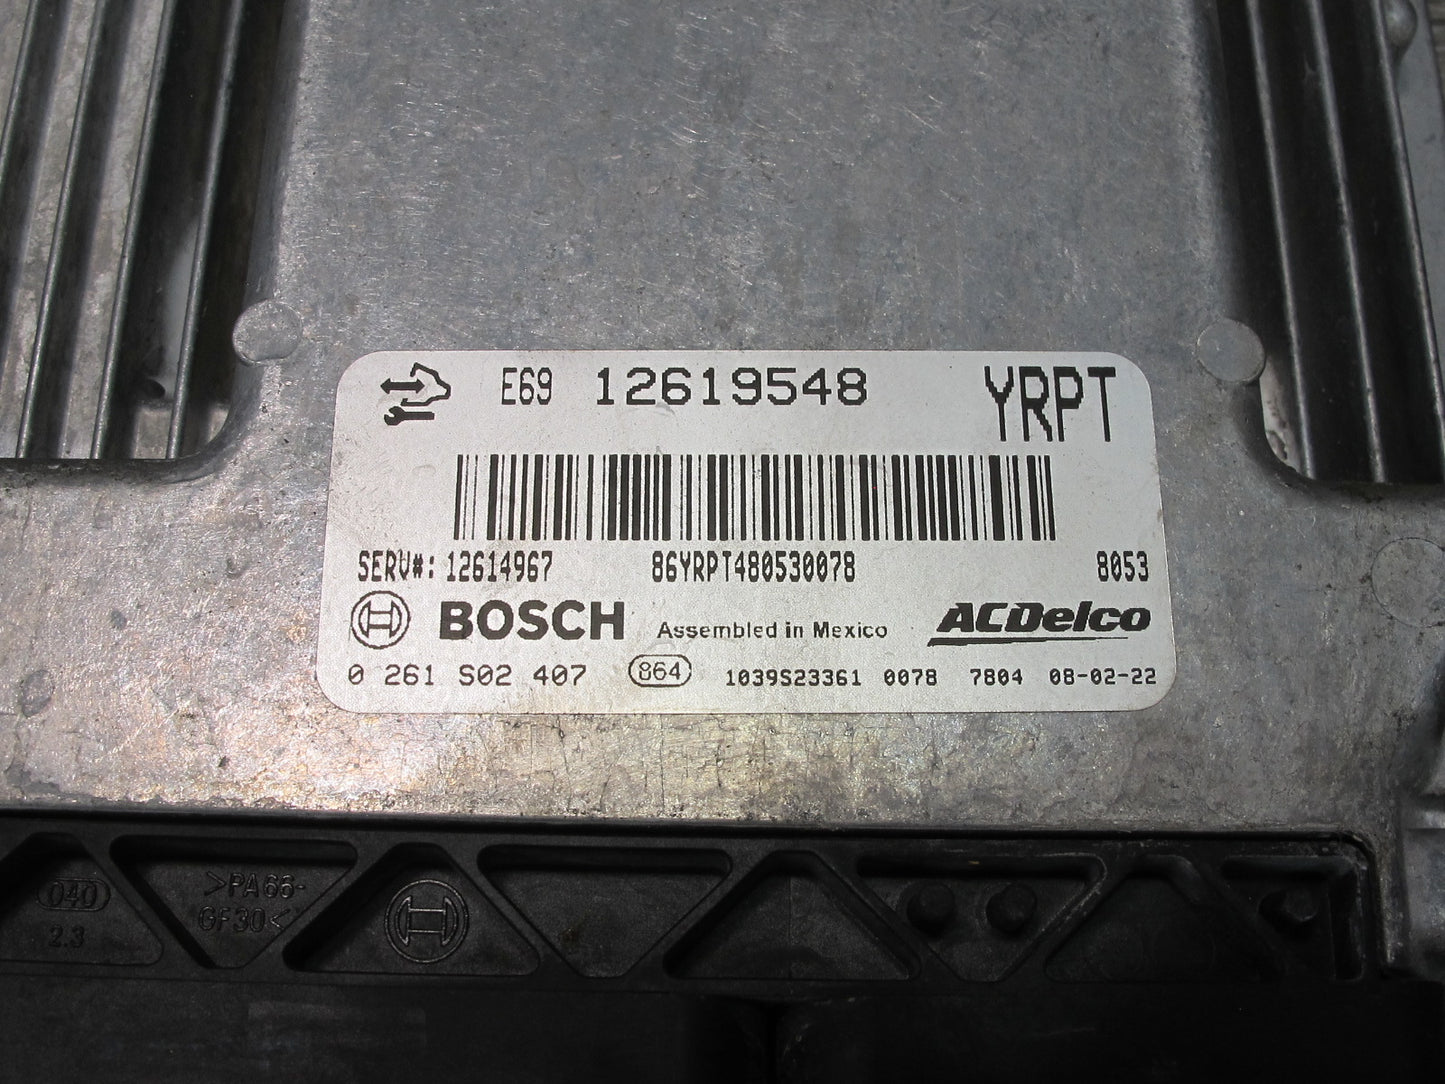 E69 12619548 YRPT
SERV#: 12614967 86YRPT480530078 8053
BOSCH Assembled in Mexico ACDelco
0 261 S02 407 864 1039S23361 0078 7804 08-02-22
040
2.3
>PA66-
GF30<